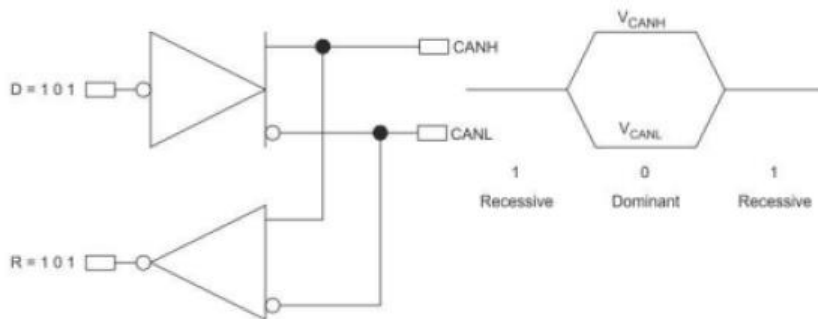 D = 1 0 1
CANH
CANL
R = 1 0 1
VCANH
VCANL
1 0 1
Recessive Dominant Recessive